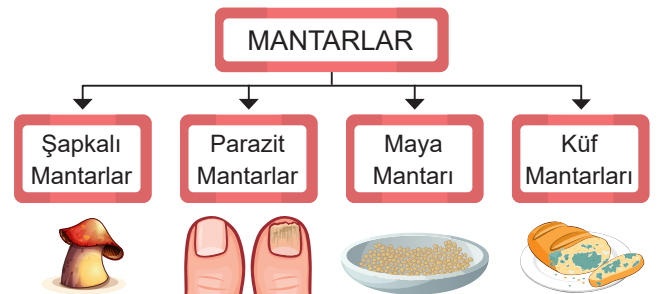 MANTARLAR
Şapkalı
Mantarlar
Parazit
Mantarlar
Maya
Mantarı
Küf
Mantarları